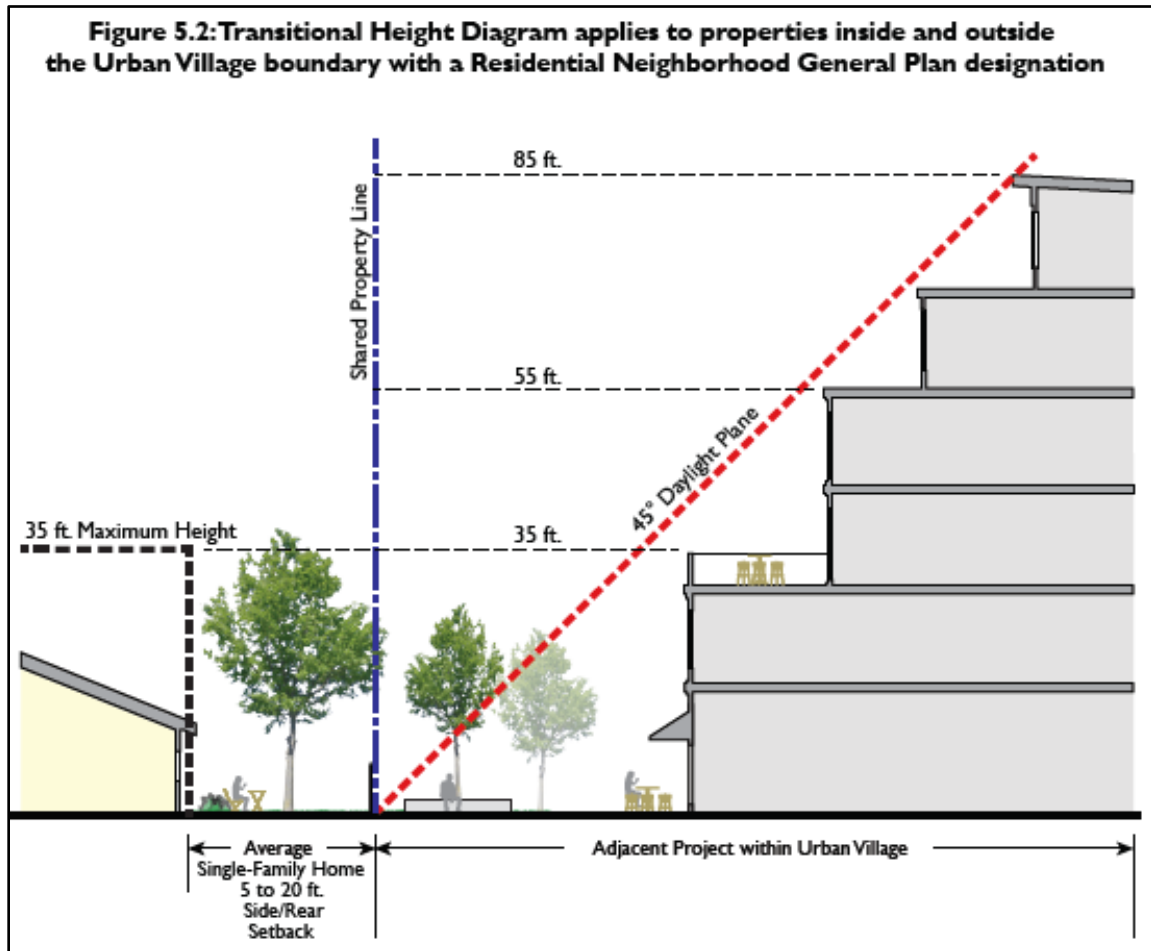 Figure 5.2: Transitional Height Diagram applies to properties inside and outside
the Urban Village boundary with a Residential Neighborhood General Plan designation
85 ft.
Shared Property Line
55 ft.
45° Daylight Plane
35 ft. Maximum Height
35 ft.
Average
Single-Family Home
5 to 20 ft.
Side/Rear
Setback
Adjacent Project within Urban Village